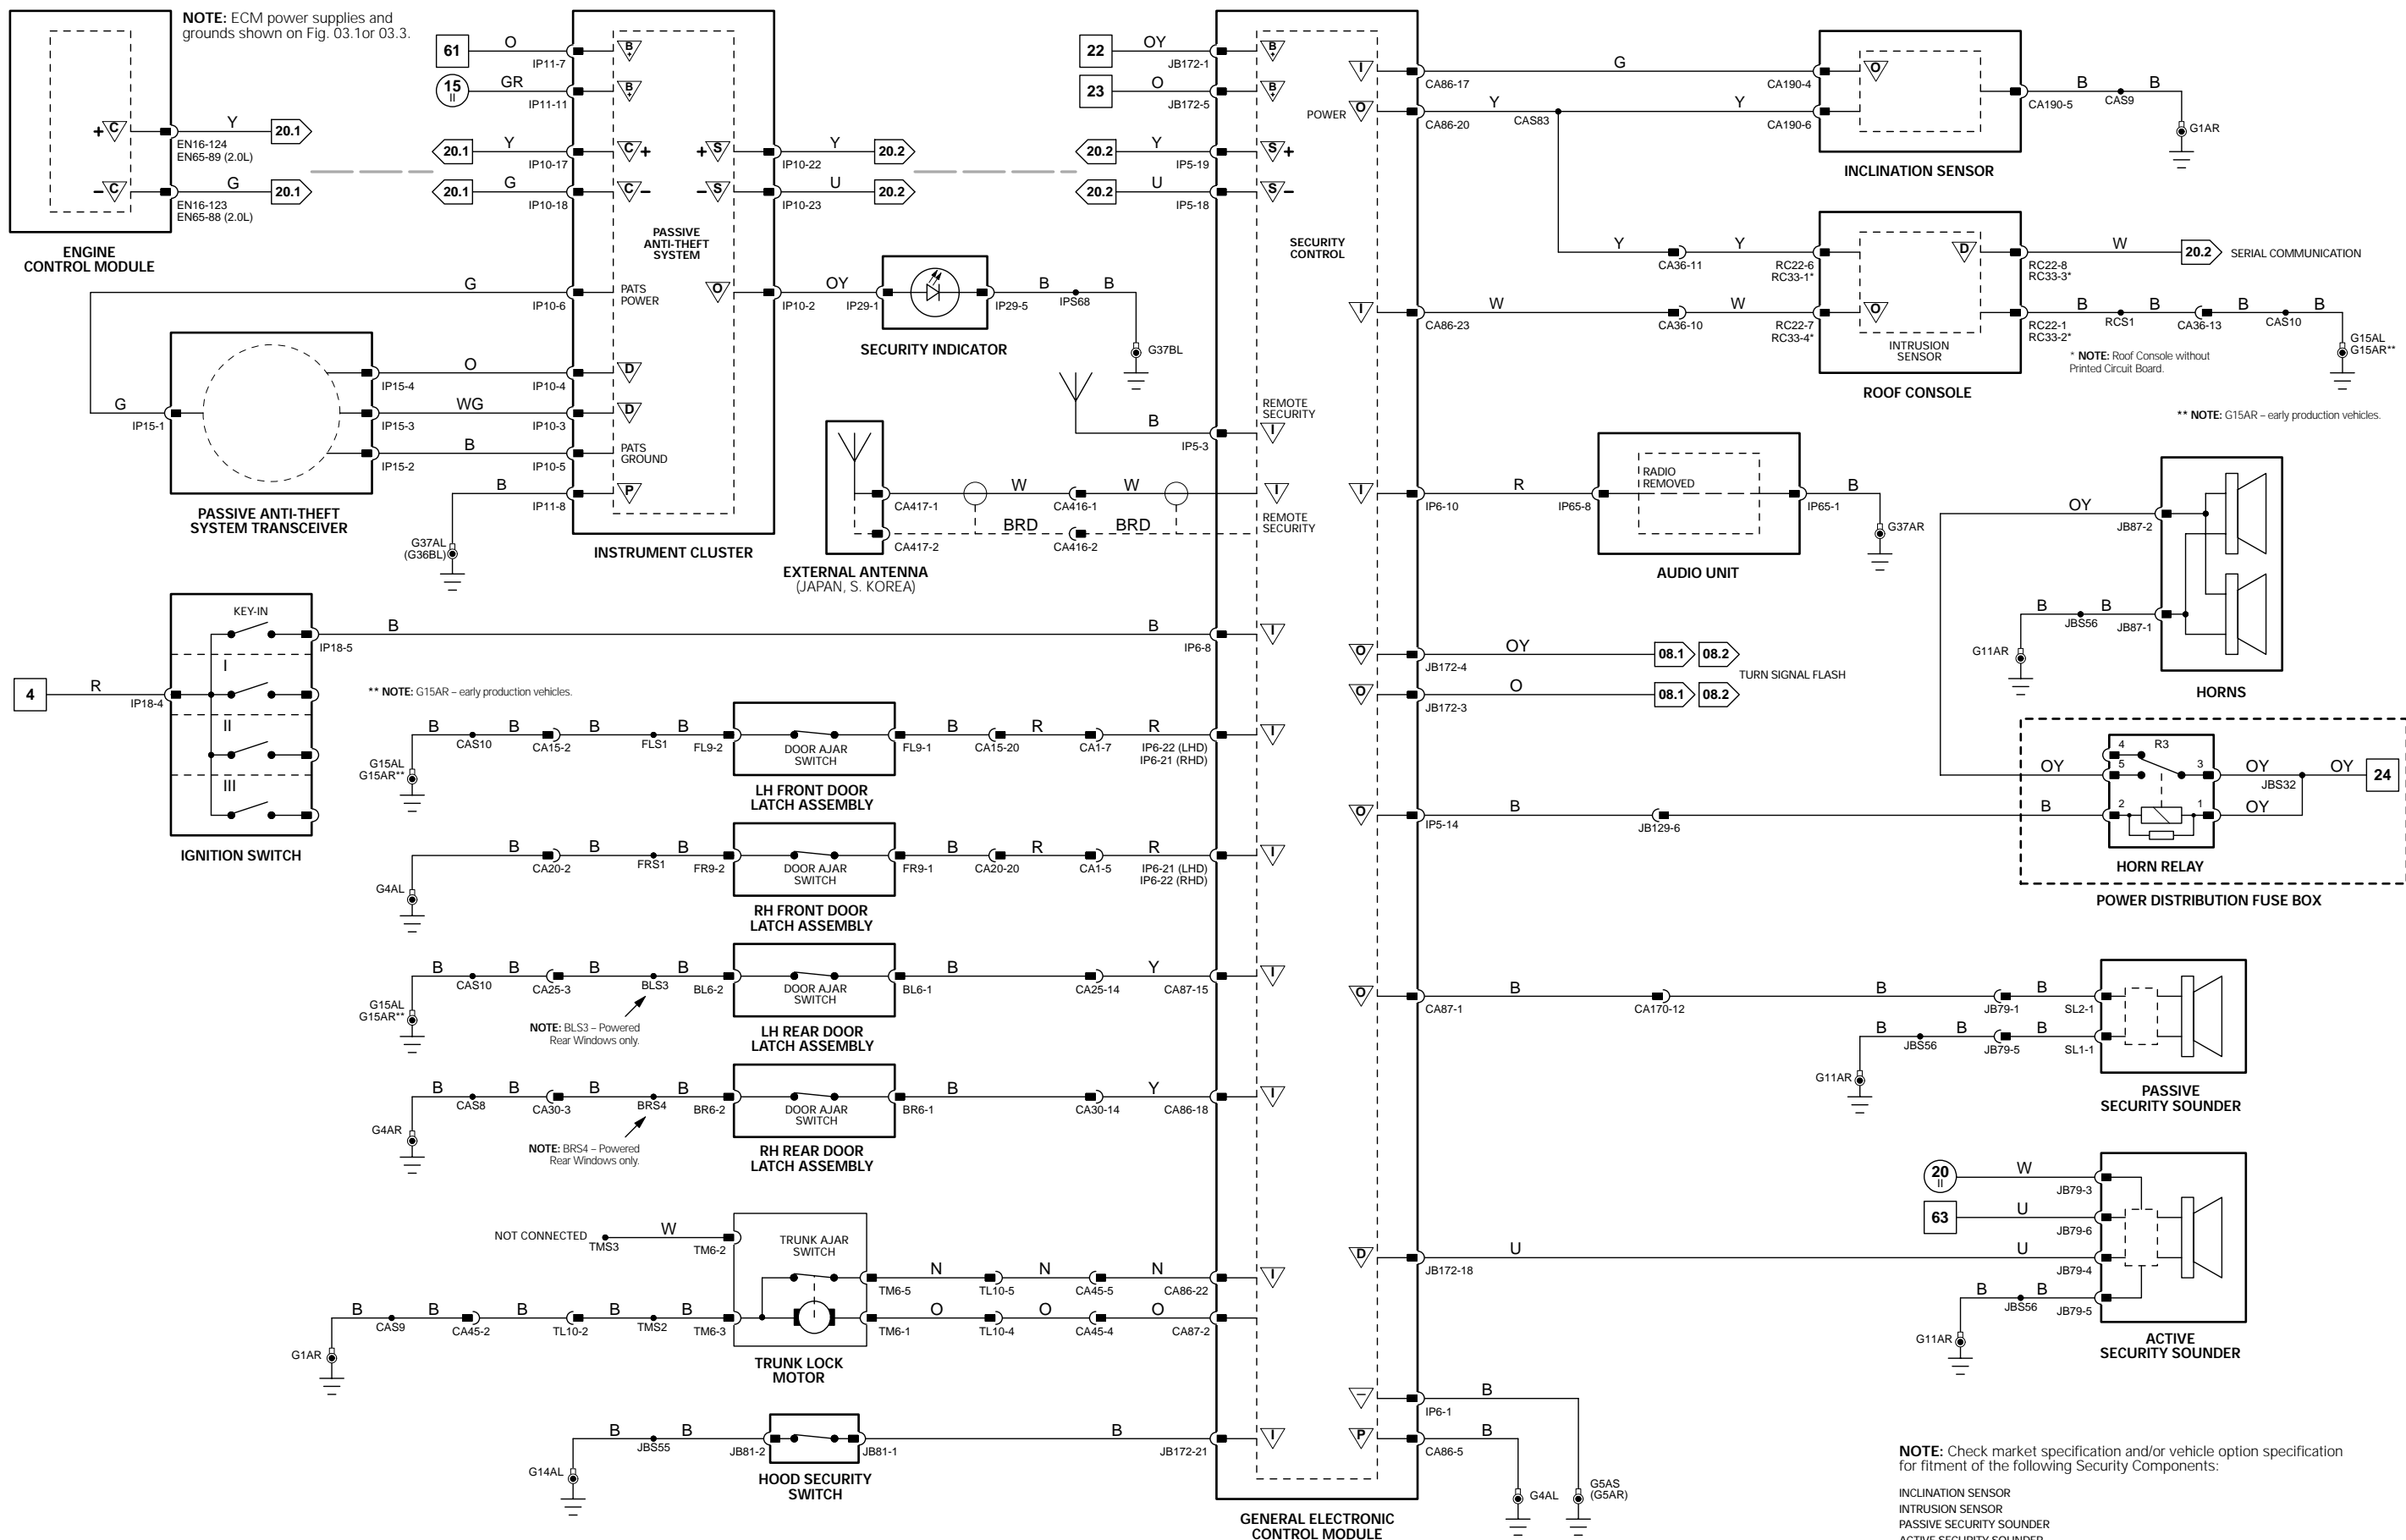 NOTE: ECM power supplies and
grounds shown on Fig. 03.1or 03.3.
+ C
Y
20.1
EN16-124
EN65-89 (2.0L)
– C
G
20.1
EN16-123
EN65-88 (2.0L)
ENGINE
CONTROL MODULE
61
O
IP11-7
B+
15
II
GR
IP11-11
B+
20.1
Y
IP10-17
C +
20.1
G
IP10-18
C –
PASSIVE
ANTI-THEFT
SYSTEM
+ S
IP10-22
Y
20.2
– S
IP10-23
U
20.2
G
IP10-6
PATS
POWER
O
IP10-2
OY
IP29-1
IP29-5
B
IPS68
B
G37BL
SECURITY INDICATOR
G
IP15-1
IP15-4
O
IP10-4
D
IP15-3
WG
IP10-3
D
IP15-2
B
IP10-5
PATS
GROUND
B
IP11-8
P
G37AL
(G36BL)
PASSIVE ANTI-THEFT
SYSTEM TRANSCEIVER
INSTRUMENT CLUSTER
22
OY
JB172-1
B+
23
O
JB172-5
B+
20.2
Y
IP5-19
S +
20.2
U
IP5-18
S –
SECURITY
CONTROL
B
IP5-3
REMOTE
SECURITY
I
CA417-1
W
CA416-1
W
I
REMOTE
SECURITY
CA417-2
BRD
CA416-2
BRD
EXTERNAL ANTENNA
(JAPAN, S. KOREA)
I
CA86-17
G
CA190-4
O
POWER
O
CA86-20
Y
CAS83
Y
CA190-6
CA190-5
B
CAS9
B
G1AR
INCLINATION SENSOR
Y
CA36-11
Y
RC22-6
RC33-1*
D
RC22-8
RC33-3*
W
20.2
SERIAL COMMUNICATION
I
CA86-23
W
CA36-10
W
RC22-7
RC33-4*
O
INTRUSION
SENSOR
RC22-1
RC33-2*
B
RCS1
B
CA36-13
B
CAS10
B
G15AL
G15AR**
* NOTE: Roof Console without
Printed Circuit Board.
ROOF CONSOLE
** NOTE: G15AR – early production vehicles.
I
IP6-10
R
IP65-8
RADIO
REMOVED
IP65-1
B
G37AR
AUDIO UNIT
OY
JB87-2
B
JBS56
B
JB87-1
G11AR
HORNS
KEY-IN
I
II
III
4
R
IP18-4
IP18-5
B
B
IP6-8
I
IGNITION SWITCH
** NOTE: G15AR – early production vehicles.
B
CAS10
B
CA15-2
B
FLS1
B
FL9-2
DOOR AJAR
SWITCH
FL9-1
B
CA15-20
R
CA1-7
R
IP6-22 (LHD)
IP6-21 (RHD)
I
G15AL
G15AR**
LH FRONT DOOR
LATCH ASSEMBLY
B
CA20-2
B
FRS1
B
FR9-2
DOOR AJAR
SWITCH
FR9-1
B
CA20-20
R
CA1-5
R
IP6-21 (LHD)
IP6-22 (RHD)
I
G4AL
RH FRONT DOOR
LATCH ASSEMBLY
B
CAS10
B
CA25-3
B
BLS3
B
BL6-2
DOOR AJAR
SWITCH
BL6-1
B
CA25-14
Y
CA87-15
I
G15AL
G15AR**
NOTE: BLS3 – Powered
Rear Windows only.
LH REAR DOOR
LATCH ASSEMBLY
B
CAS8
B
CA30-3
B
BRS4
B
BR6-2
DOOR AJAR
SWITCH
BR6-1
B
CA30-14
Y
CA86-18
I
G4AR
NOTE: BRS4 – Powered
Rear Windows only.
RH REAR DOOR
LATCH ASSEMBLY
NOT CONNECTED
TMS3
W
TM6-2
TRUNK AJAR
SWITCH
TM6-5
N
TL10-5
N
CA45-5
N
CA86-22
I
B
CAS9
B
CA45-2
B
TL10-2
B
TMS2
B
TM6-3
TM6-1
O
TL10-4
O
CA45-4
O
CA87-2
G1AR
TRUNK LOCK
MOTOR
B
JBS55
B
JB81-2
JB81-1
B
JB172-21
I
G14AL
HOOD SECURITY
SWITCH
O
JB172-4
OY
08.1
08.2
TURN SIGNAL FLASH
O
JB172-3
O
08.1
08.2
O
IP5-14
B
JB129-6
B
OY
4
R3
5
3
2
1
OY
JBS32
OY
24
OY
HORN RELAY
POWER DISTRIBUTION FUSE BOX
O
CA87-1
B
CA170-12
B
JB79-1
B
SL2-1
B
JBS56
B
JB79-5
B
SL1-1
G11AR
PASSIVE
SECURITY SOUNDER
20
II
W
JB79-3
63
U
JB79-6
D
JB172-18
U
U
JB79-4
B
JBS56
B
JB79-5
G11AR
ACTIVE
SECURITY SOUNDER
–
IP6-1
B
P
CA86-5
B
G4AL
G5AS
(G5AR)
GENERAL ELECTRONIC
CONTROL MODULE
NOTE: Check market specification and/or vehicle option specification
for fitment of the following Security Components:
INCLINATION SENSOR
INTRUSION SENSOR
PASSIVE SECURITY SOUNDER
ACTIVE SECURITY SOUNDER